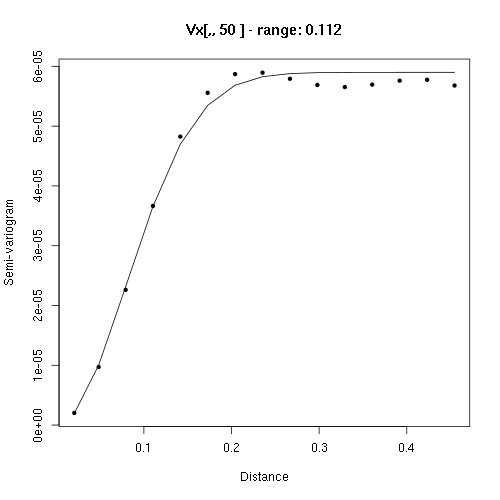 Vx[,, 50 ] - range: 0.112
6e-05
5e-05
4e-05
3e-05
2e-05
1e-05
0e+00
Semi-variogram
0.1 0.2 0.3 0.4
Distance